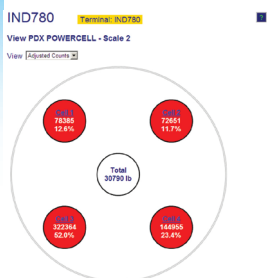 IND780
Terminal: IND780
?
View PDX POWERCELL - Scale 2
View Adjusted Counts
78385
12.6%
72651
11.7%
Total
30790 lb
322364
52.0%
144955
23.4%